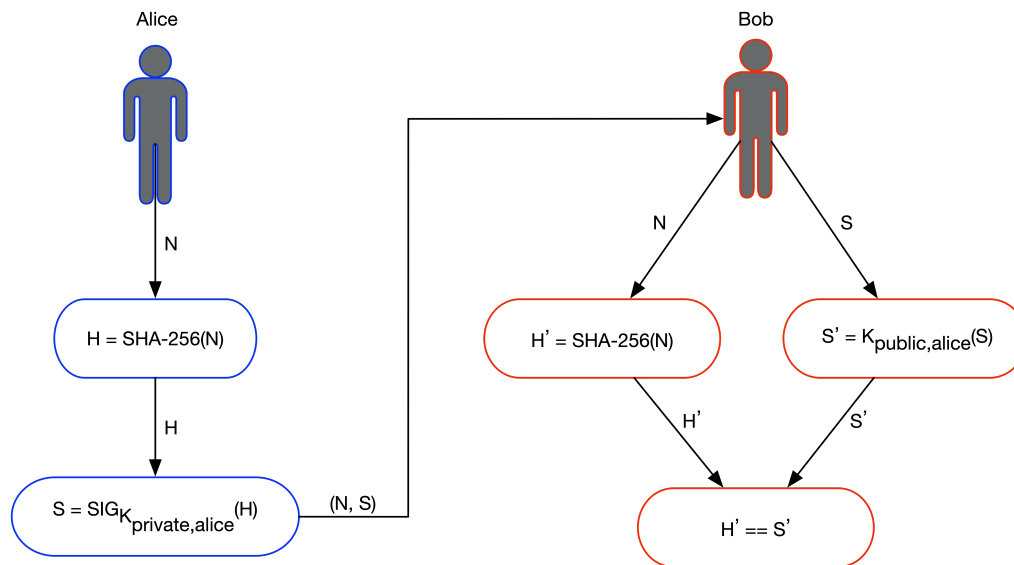 Alice
Bob
N
N
S
H = SHA-256(N)
H’ = SHA-256(N)
S’ = Kpublic,alice(S)
H
H’
S’
S = SIGKprivate,alice(H)
(N, S)
H’ == S’